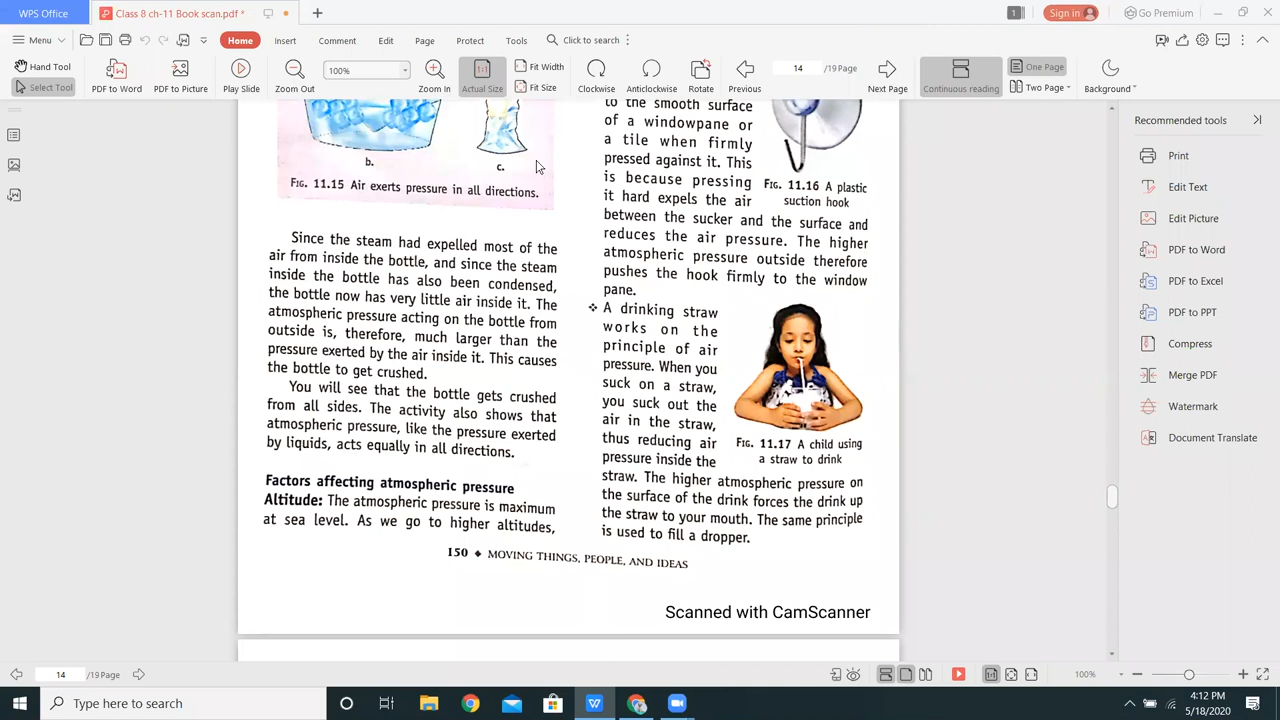 WPS Office
Class 8 ch-11 Book scan.pdf *
1
Sign in
Go Premium
Menu
Home
Insert
Comment
Edit
Page
Protect
Tools
Click to search
Hand Tool
Select Tool
PDF to Word
PDF to Picture
Play Slide
Zoom Out
100%
Zoom In
1:1
Actual Size
Fit Width
Fit Size
Clockwise
Anticlockwise
Rotate
Previous
14
/19 Page
Next Page
Continuous reading
One Page
Two Page
Background
b.
c.
FIG. 11.15 Air exerts pressure in all directions.
Since the steam had expelled most of the
air from inside the bottle, and since the steam
inside the bottle has also been condensed,
the bottle now has very little air inside it. The
atmospheric pressure acting on the bottle from
outside is, therefore, much larger than the
pressure exerted by the air inside it. This causes
the bottle to get crushed.
You will see that the bottle gets crushed
from all sides. The activity also shows that
atmospheric pressure, like the pressure exerted
by liquids, acts equally in all directions.
Factors affecting atmospheric pressure
Altitude: The atmospheric pressure is maximum
at sea level. As we go to higher altitudes,
to the smooth surface
of a windowpane or
a tile when firmly
pressed against it. This
is because pressing
it hard expels the air
between the sucker and the surface and
reduces the air pressure. The higher
atmospheric pressure outside therefore
pushes the hook firmly to the window
pane.
FIG. 11.16 A plastic
suction hook
❖ A drinking straw
works on the
principle of air
pressure. When you
suck on a straw,
you suck out the
air in the straw,
thus reducing air
pressure inside the
straw. The higher atmospheric pressure on
the surface of the drink forces the drink up
the straw to your mouth. The same principle
is used to fill a dropper.
FIG. 11.17 A child using
a straw to drink
150 ◆ MOVING THINGS, PEOPLE, AND IDEAS
Scanned with CamScanner
Recommended tools
Print
Edit Text
Edit Picture
PDF to Word
PDF to Excel
PDF to PPT
Compress
Merge PDF
Watermark
Document Translate
14
/19 Page
100%
Type here to search
4:12 PM
5/18/2020